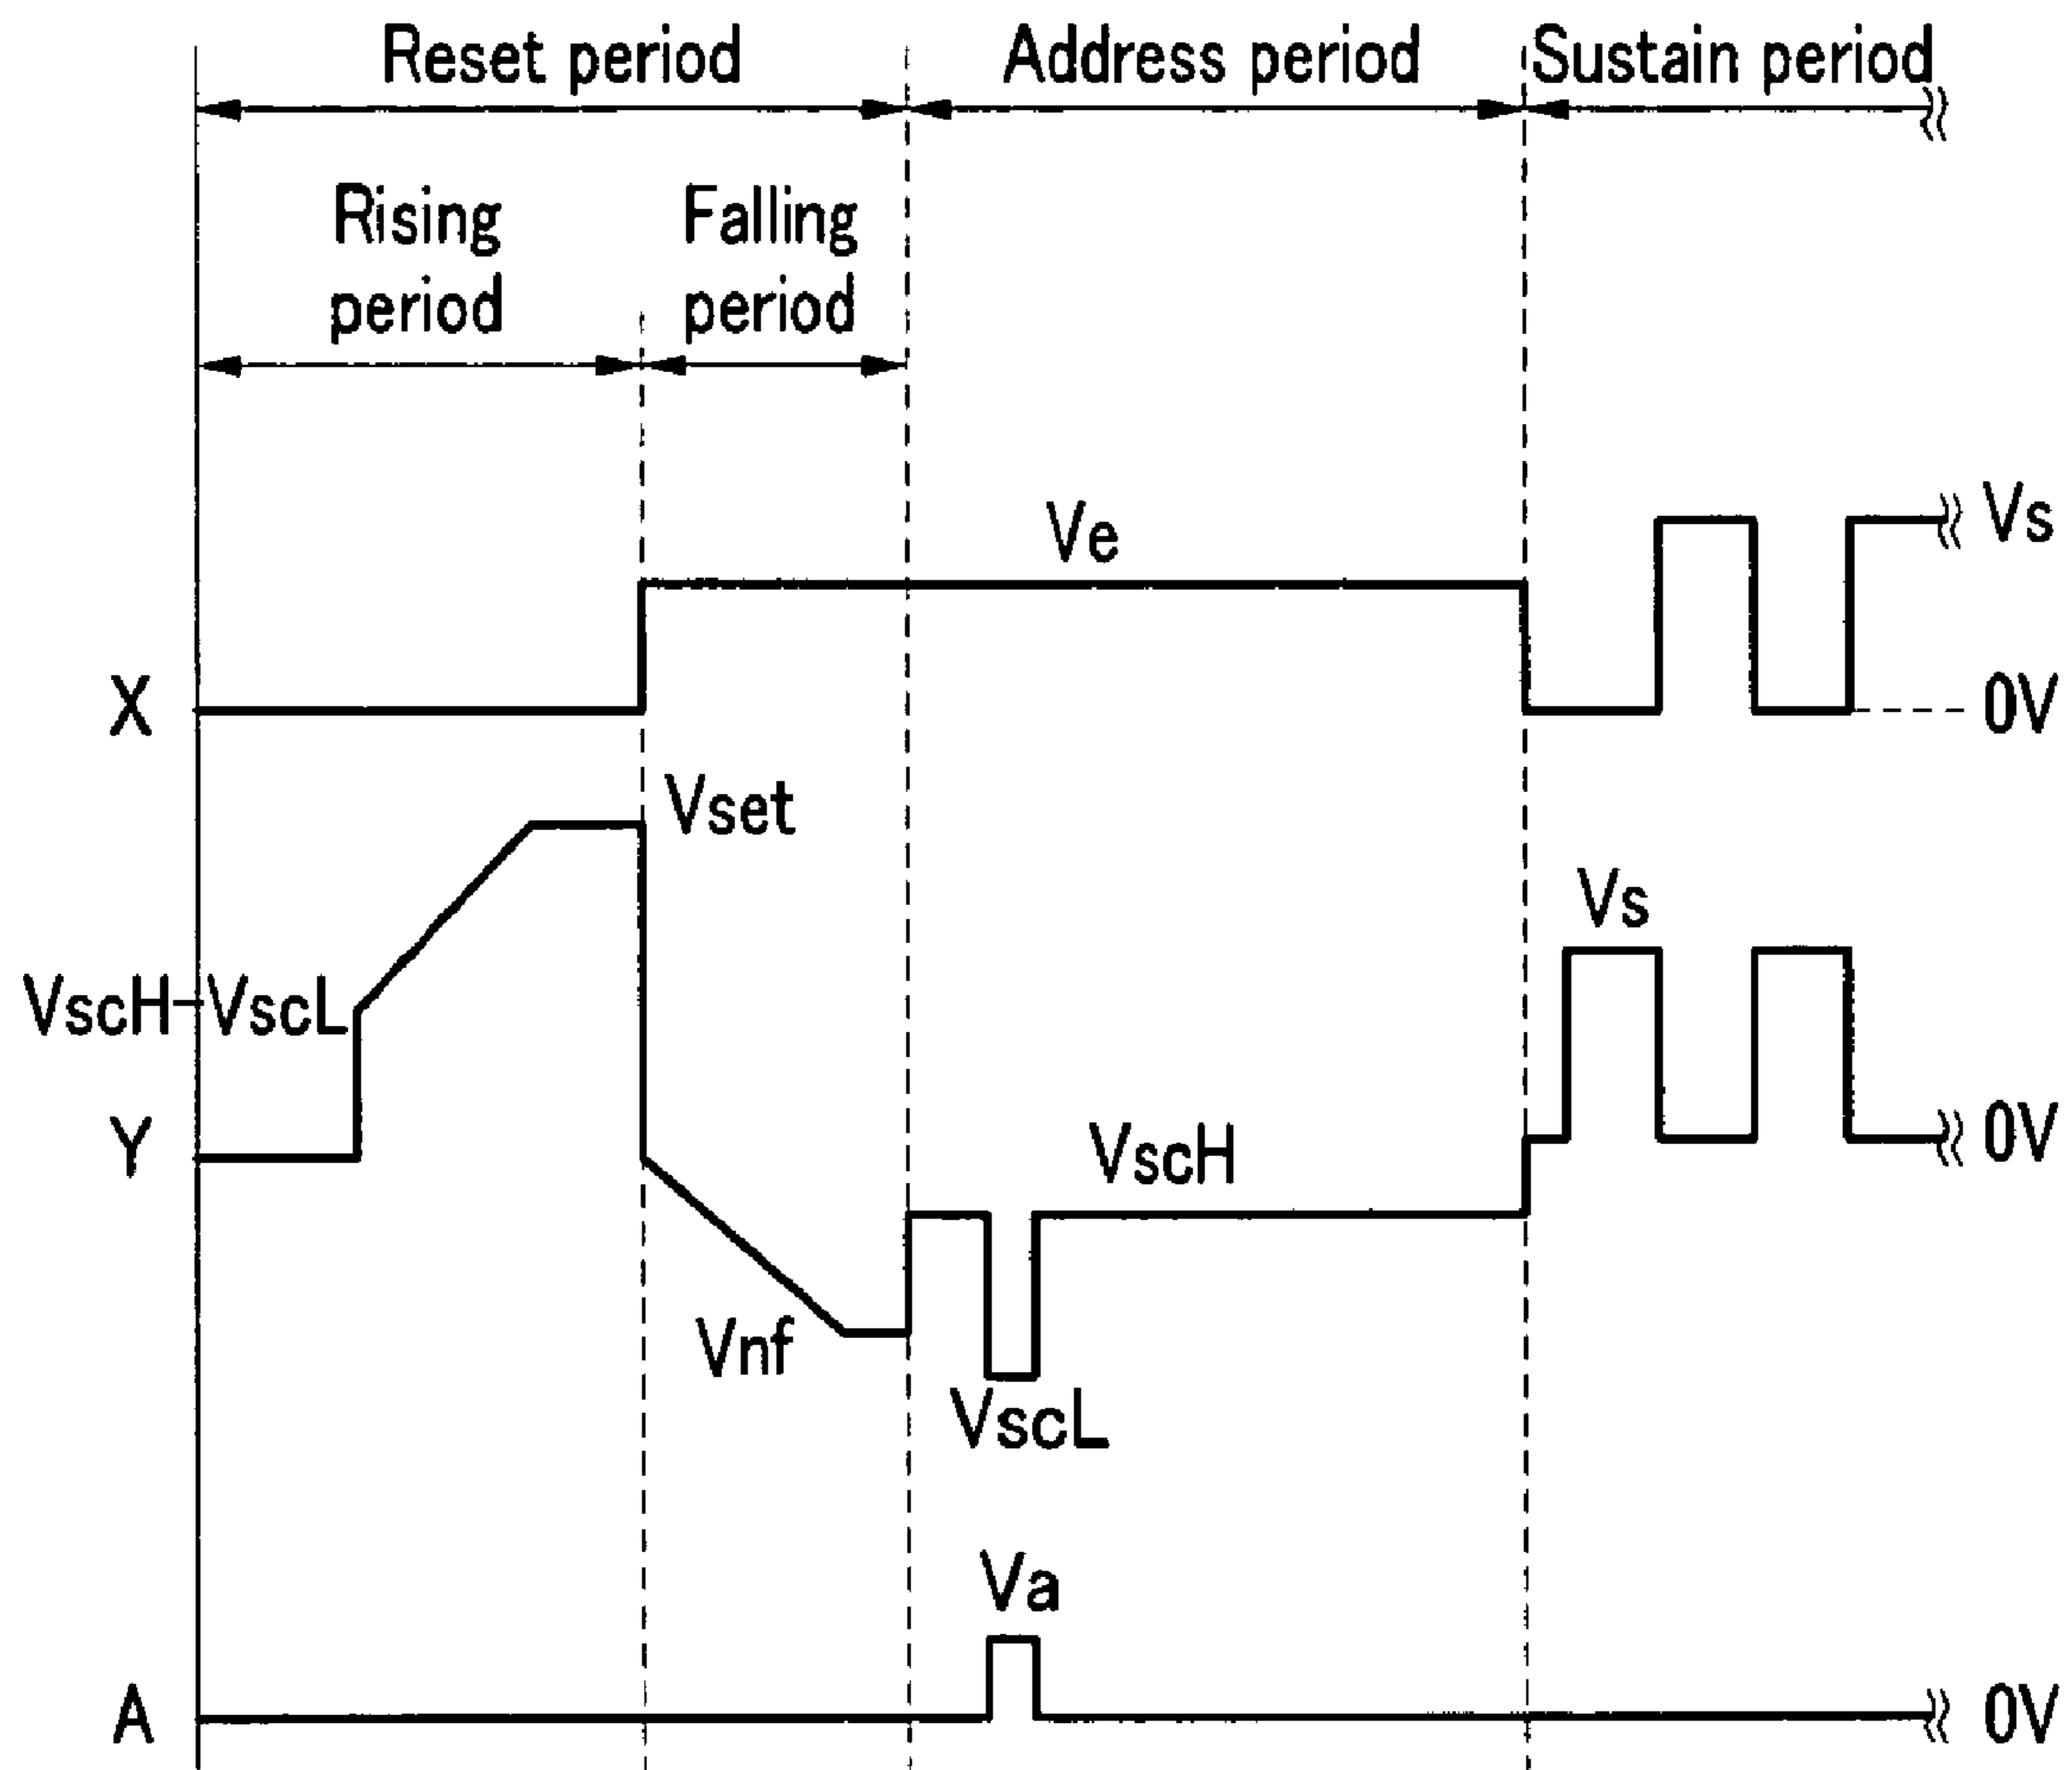 Reset period
Address period
Sustain period
Rising
period
Falling
period
Ve
Vs
X
0V
Vset
Vs
VscH-VscL
Y
VscH
0V
Vnf
VscL
Va
A
0V